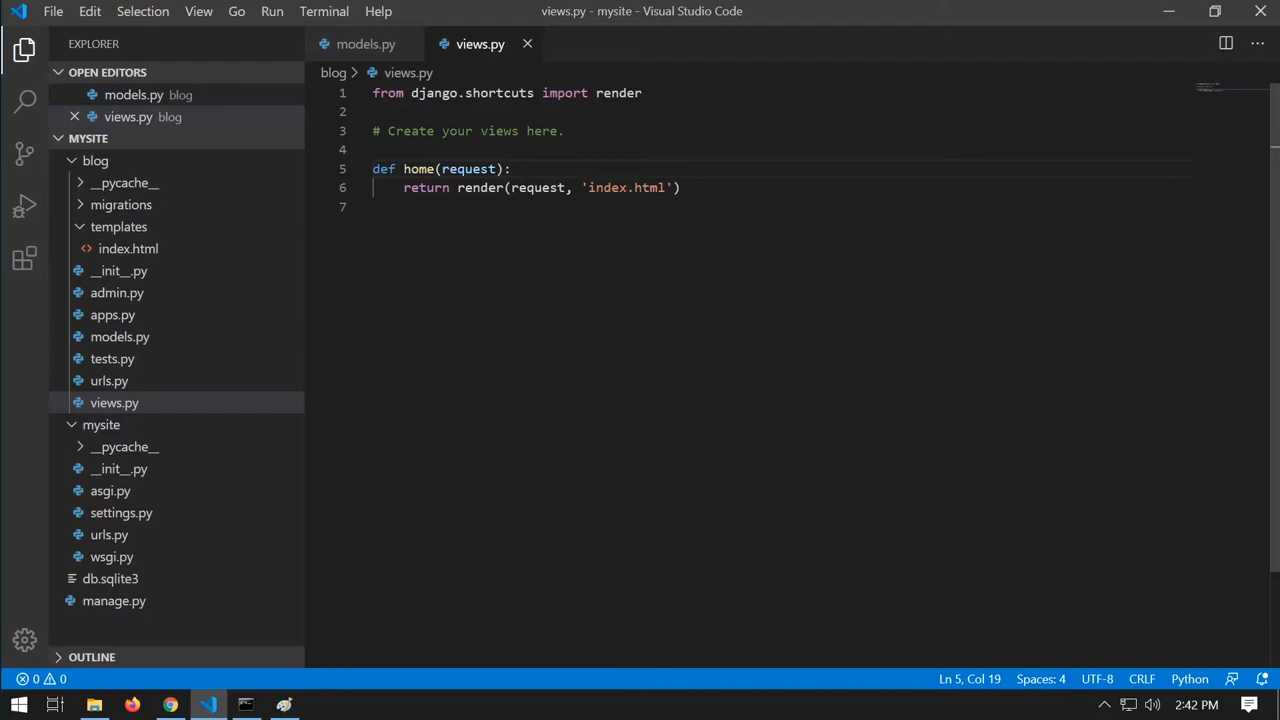 File Edit Selection View Go Run Terminal Help views.py - mysite - Visual Studio Code
EXPLORER
OPEN EDITORS
models.py blog
views.py blog
MYSITE
blog
__pycache__
migrations
templates
index.html
__init__.py
admin.py
apps.py
models.py
tests.py
urls.py
views.py
mysite
__pycache__
__init__.py
asgi.py
settings.py
urls.py
wsgi.py
db.sqlite3
manage.py
OUTLINE
models.py views.py
blog > views.py
1 from django.shortcuts import render
2
3 # Create your views here.
4
5 def home(request):
6 return render(request, 'index.html')
7
0 0 Ln 5, Col 19 Spaces: 4 UTF-8 CRLF Python
2:42 PM